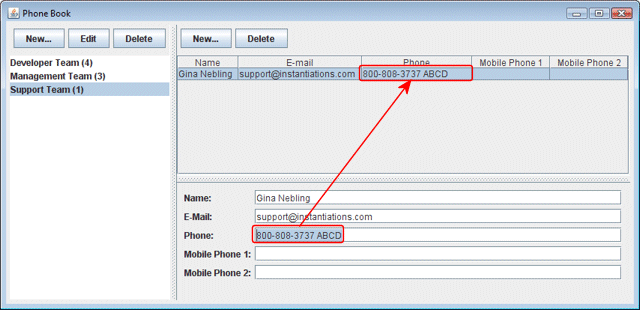 Phone Book
New... Edit Delete New... Delete
Developer Team (4)
Management Team (3)
Support Team (1)
Name E-mail Phone Mobile Phone 1 Mobile Phone 2
Gina Nebling support@instantiations.com 800-808-3737 ABCD
Name: Gina Nebling
E-Mail: support@instantiations.com
Phone: 800-808-3737 ABCD
Mobile Phone 1:
Mobile Phone 2: